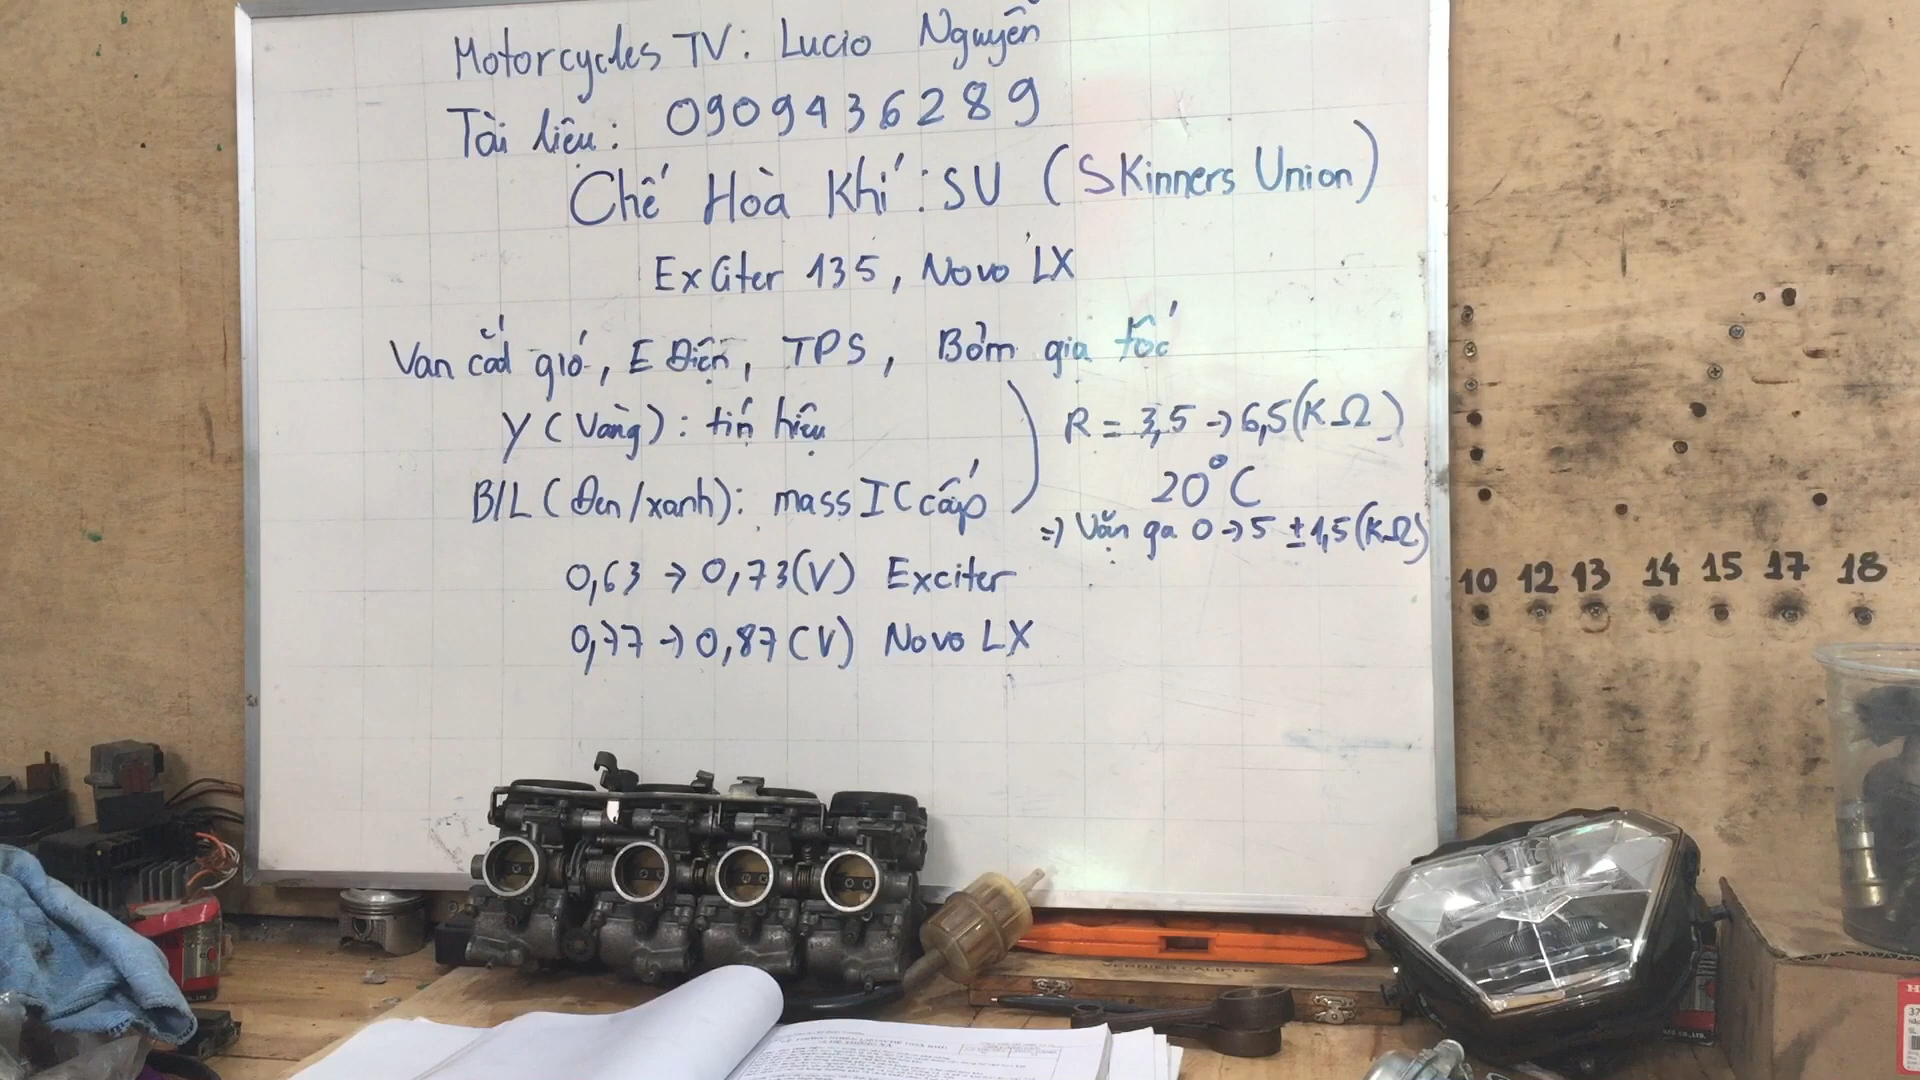 Motorcycles TV: Lucio Nguyễn
Tài liệu: 0909436289
Chế Hoà Khí: SU (Skinners Union)
Exciter 135, Novo LX
Van cắt gió, E Điện, TPS, Bơm gia tốc
Y (Vàng): tín hiệu
B/L (Đen/xanh): mass IC cấp
R = 3,5 → 6,5 (KΩ)
20°C
=> Vặn ga 0 → 5 ± 1,5 (KΩ)
0,63 → 0,73 (V) Exciter
0,77 → 0,87 (V) Novo LX
10 12 13 14 15 17 18
VERNIER CALIPER